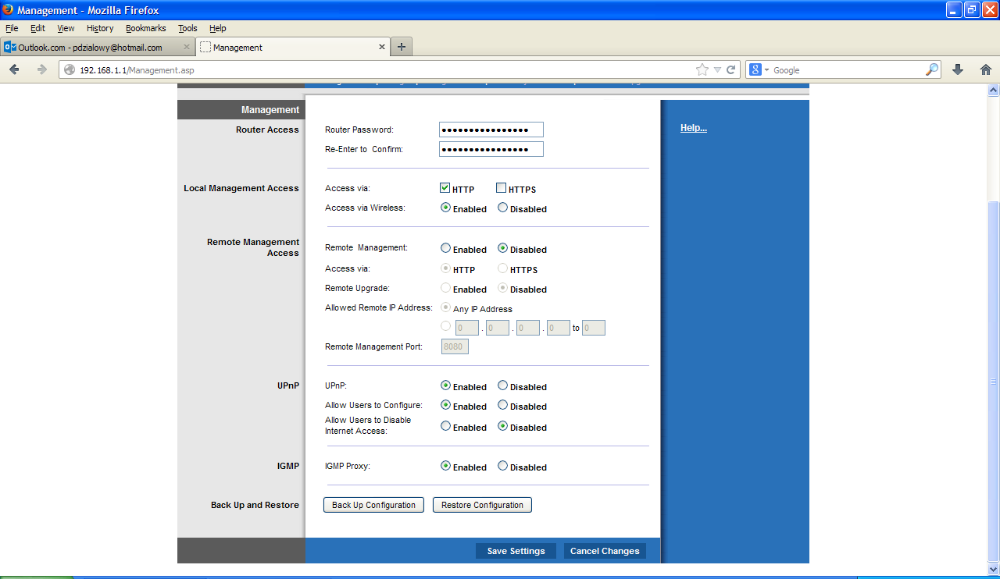 Management - Mozilla Firefox
File Edit View History Bookmarks Tools Help
Outlook.com - pdzialowy@hotmail.com
Management
192.168.1.1/Management.asp
Google
Management
Router Access
Router Password: ••••••••••••••••
Re-Enter to Confirm: ••••••••••••••••
Help...
Local Management Access
Access via: HTTP HTTPS
Access via Wireless: Enabled Disabled
Remote Management
Access
Remote Management: Enabled Disabled
Access via: HTTP HTTPS
Remote Upgrade: Enabled Disabled
Allowed Remote IP Address: Any IP Address
0 . 0 . 0 . 0 to 0
Remote Management Port: 8080
UPnP
UPnP: Enabled Disabled
Allow Users to Configure: Enabled Disabled
Allow Users to Disable
Internet Access: Enabled Disabled
IGMP
IGMP Proxy: Enabled Disabled
Back Up and Restore
Back Up Configuration Restore Configuration
Save Settings Cancel Changes